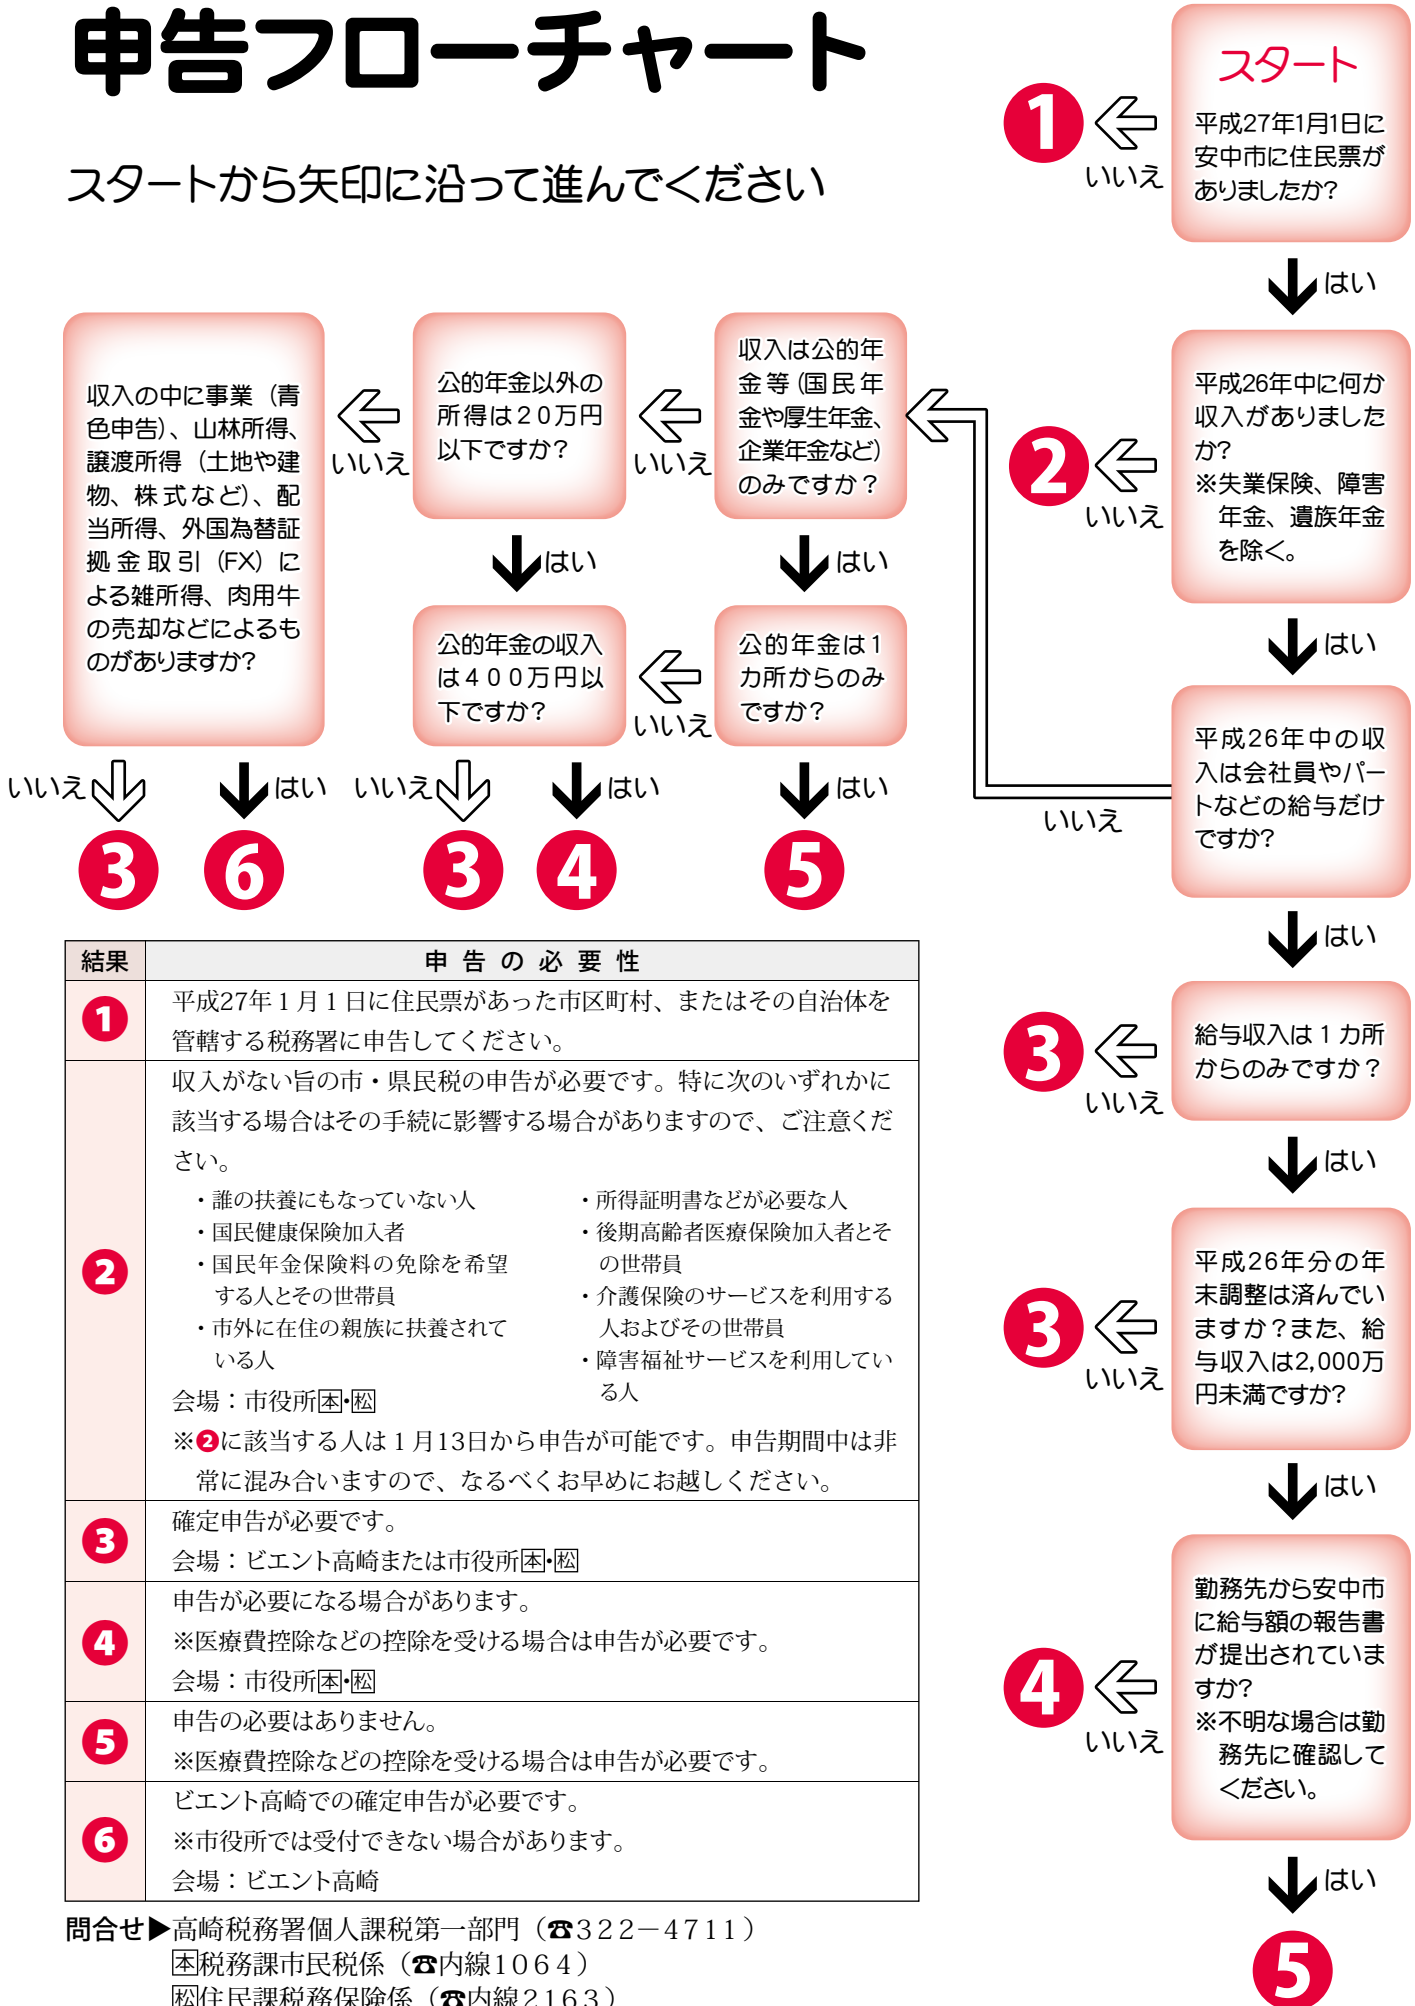 申告フローチャート
スタートから矢印に沿って進んでください
スタート
平成27年1月1日に
安中市に住民票が
ありましたか?
いいえ
1
はい
平成26年中に何か
収入がありました
か?
※失業保険、障害
年金、遺族年金
を除く。
いいえ
2
はい
平成26年中の収
入は会社員やパー
トなどの給与だけ
ですか?
いいえ
はい
給与収入は1カ所
からのみですか?
いいえ
3
はい
平成26年分の年
末調整は済んでい
ますか?また、給
与収入は2,000万
円未満ですか?
いいえ
3
はい
勤務先から安中市
に給与額の報告書
が提出されていま
すか?
※不明な場合は勤
務先に確認して
ください。
いいえ
4
はい
5
収入は公的年
金等(国民年
金や厚生年金、
企業年金など)
のみですか?
いいえ
はい
公的年金は1
カ所からのみ
ですか?
いいえ
はい
5
公的年金以外の
所得は20万円
以下ですか?
いいえ
はい
公的年金の収入
は400万円以
下ですか?
いいえ
3
はい
4
収入の中に事業(青
色申告)、山林所得、
譲渡所得(土地や建
物、株式など)、配
当所得、外国為替証
拠金取引(FX)に
よる雑所得、肉用牛
の売却などによるも
のがありますか?
いいえ
3
はい
6
結果 申告の必要性
1
平成27年1月1日に住民票があった市区町村、またはその自治体を
管轄する税務署に申告してください。
2
収入がない旨の市・県民税の申告が必要です。特に次のいずれかに
該当する場合はその手続に影響する場合がありますので、ご注意くだ
さい。
・誰の扶養にもなっていない人
・国民健康保険加入者
・国民年金保険料の免除を希望
する人とその世帯員
・市外に在住の親族に扶養されて
いる人
・所得証明書などが必要な人
・後期高齢者医療保険加入者とそ
の世帯員
・介護保険のサービスを利用する
人およびその世帯員
・障害福祉サービスを利用してい
る人
会場:市役所本・松
※2に該当する人は1月13日から申告が可能です。申告期間中は非
常に混み合いますので、なるべくお早めにお越しください。
3
確定申告が必要です。
会場:ビエント高崎または市役所本・松
4
申告が必要になる場合があります。
※医療費控除などの控除を受ける場合は申告が必要です。
会場:市役所本・松
5
申告の必要はありません。
※医療費控除などの控除を受ける場合は申告が必要です。
6
ビエント高崎での確定申告が必要です。
※市役所では受付できない場合があります。
会場:ビエント高崎
問合せ▶高崎税務署個人課税第一部門(☎322-4711)
本税務課市民税係(☎内線1064)
松住民課税務保険係(☎内線2163)